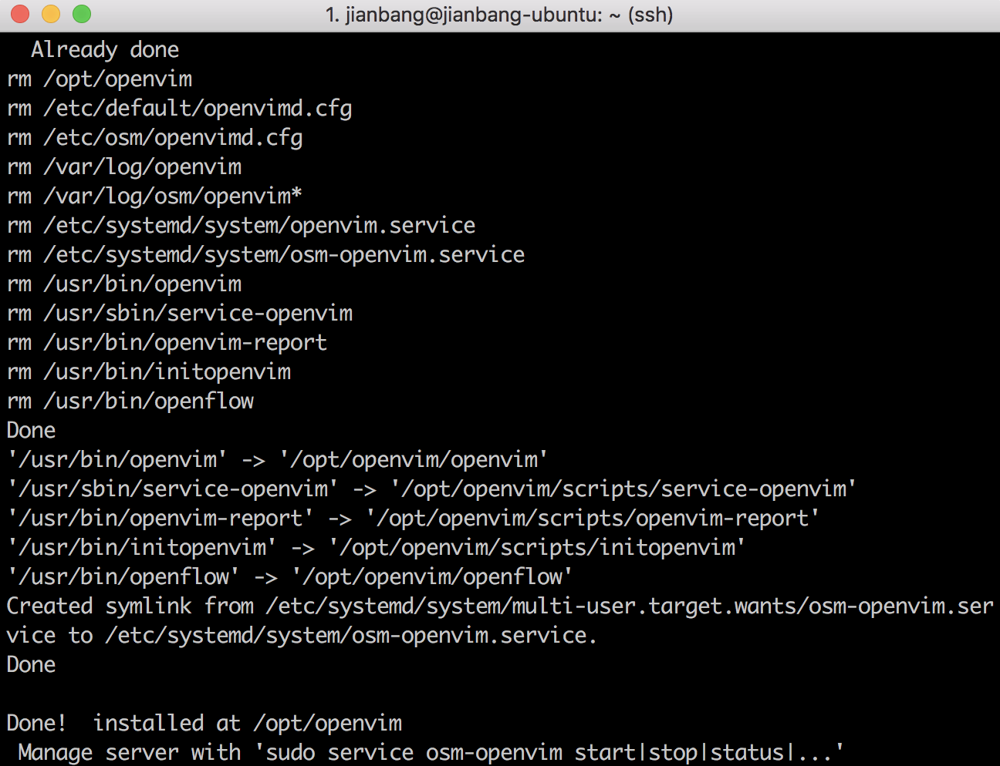 1. jianbang@jianbang-ubuntu: ~ (ssh)
  Already done
rm /opt/openvim
rm /etc/default/openvimd.cfg
rm /etc/osm/openvimd.cfg
rm /var/log/openvim
rm /var/log/osm/openvim*
rm /etc/systemd/system/openvim.service
rm /etc/systemd/system/osm-openvim.service
rm /usr/bin/openvim
rm /usr/sbin/service-openvim
rm /usr/bin/openvim-report
rm /usr/bin/initopenvim
rm /usr/bin/openflow
Done
'/usr/bin/openvim' -> '/opt/openvim/openvim'
'/usr/sbin/service-openvim' -> '/opt/openvim/scripts/service-openvim'
'/usr/bin/openvim-report' -> '/opt/openvim/scripts/openvim-report'
'/usr/bin/initopenvim' -> '/opt/openvim/scripts/initopenvim'
'/usr/bin/openflow' -> '/opt/openvim/openflow'
Created symlink from /etc/systemd/system/multi-user.target.wants/osm-openvim.ser
vice to /etc/systemd/system/osm-openvim.service.
Done

Done!  installed at /opt/openvim
 Manage server with 'sudo service osm-openvim start|stop|status|...'